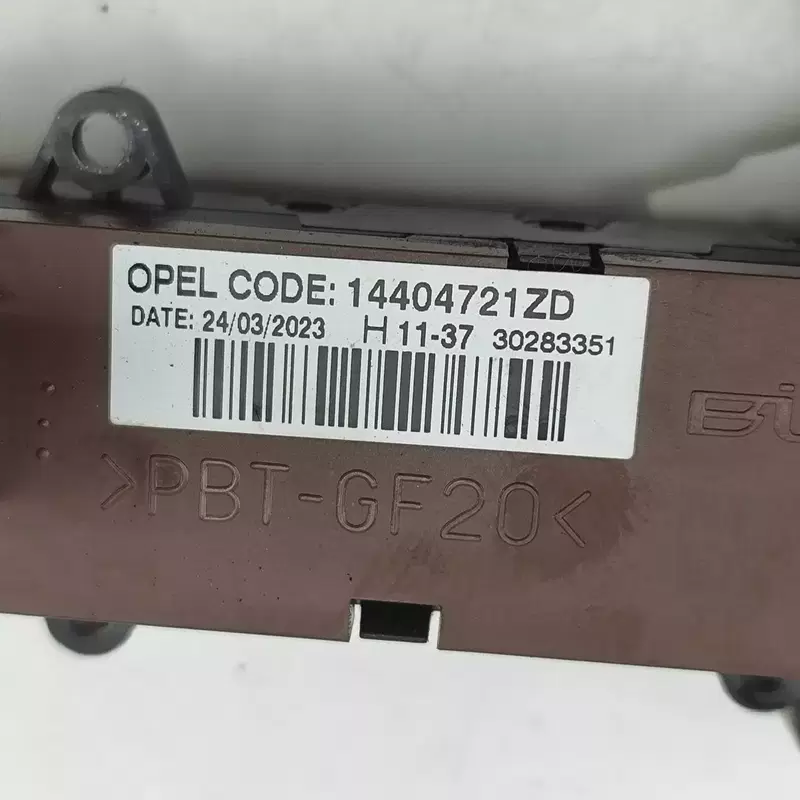 OPEL CODE: 14404721ZD
DATE: 24/03/2023 H 11-37 30283351
>PBT-GF20<